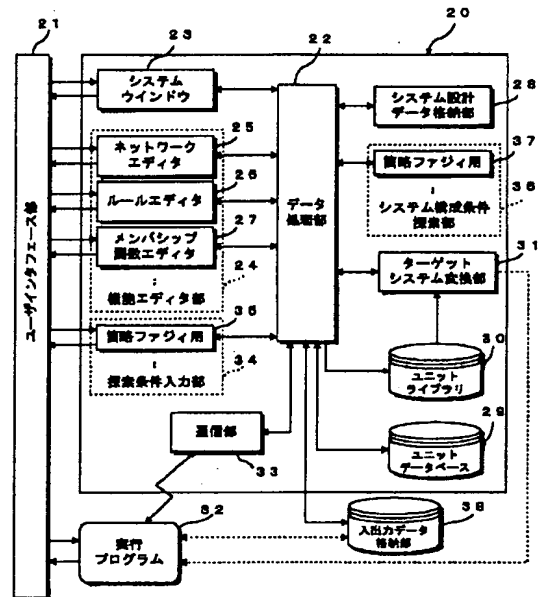 21
23
22
20
システム
ウインドウ
システム設計
データ格納部
28
25
ネットワーク
エディタ
37
簡略ファジィ用
26
ルールエディタ
データ
処理部
システム構成条件
探索部
36
27
メンバシップ
関数エディタ
31
24
機能エディタ部
ターゲット
システム変換部
ユーザインタフェース部
35
簡略ファジィ用
34
探索条件入力部
30
ユニット
ライブラリ
29
通信部
33
ユニット
データベース
32
38
実行
プログラム
入出力データ
格納部